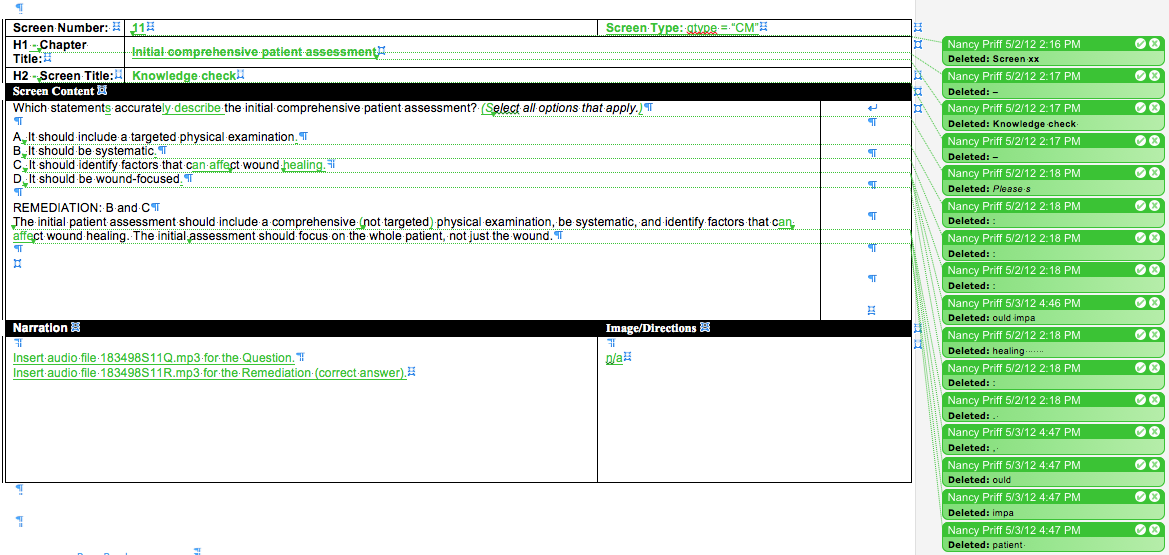 Screen Number: 11 Screen Type: qtype = "CM"
H1 - Chapter
Title: Initial comprehensive patient assessment
H2 - Screen Title: Knowledge check
Screen Content
Which statements accurately describe the initial comprehensive patient assessment? (Select all options that apply.)
A. It should include a targeted physical examination.
B. It should be systematic.
C. It should identify factors that can affect wound healing.
D. It should be wound-focused.
REMEDIATION: B and C
The initial patient assessment should include a comprehensive (not targeted) physical examination, be systematic, and identify factors that can
affect wound healing. The initial assessment should focus on the whole patient, not just the wound.
Narration Image/Directions
Insert audio file 183498S11Q.mp3 for the Question. n/a
Insert audio file 183498S11R.mp3 for the Remediation (correct answer).
Nancy Priff 5/2/12 2:16 PM
Deleted: Screen xx
Nancy Priff 5/2/12 2:17 PM
Deleted: –
Nancy Priff 5/2/12 2:17 PM
Deleted: Knowledge check
Nancy Priff 5/2/12 2:17 PM
Deleted: –
Nancy Priff 5/2/12 2:18 PM
Deleted: Please s
Nancy Priff 5/2/12 2:18 PM
Deleted: :
Nancy Priff 5/2/12 2:18 PM
Deleted: :
Nancy Priff 5/2/12 2:18 PM
Deleted: :
Nancy Priff 5/3/12 4:46 PM
Deleted: ould impa
Nancy Priff 5/2/12 2:18 PM
Deleted: healing
Nancy Priff 5/2/12 2:18 PM
Deleted: :
Nancy Priff 5/2/12 2:18 PM
Deleted: .
Nancy Priff 5/3/12 4:47 PM
Deleted: ,
Nancy Priff 5/3/12 4:47 PM
Deleted: ould
Nancy Priff 5/3/12 4:47 PM
Deleted: impa
Nancy Priff 5/3/12 4:47 PM
Deleted: patient